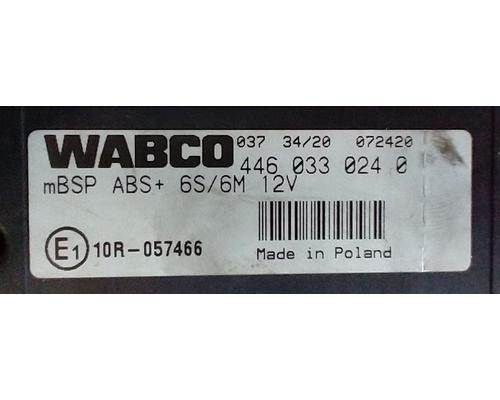 WABCO 037 34/20 072420
446 033 024 0
mBSP ABS+ 6S/6M 12V
E1 10R-057466
Made in Poland